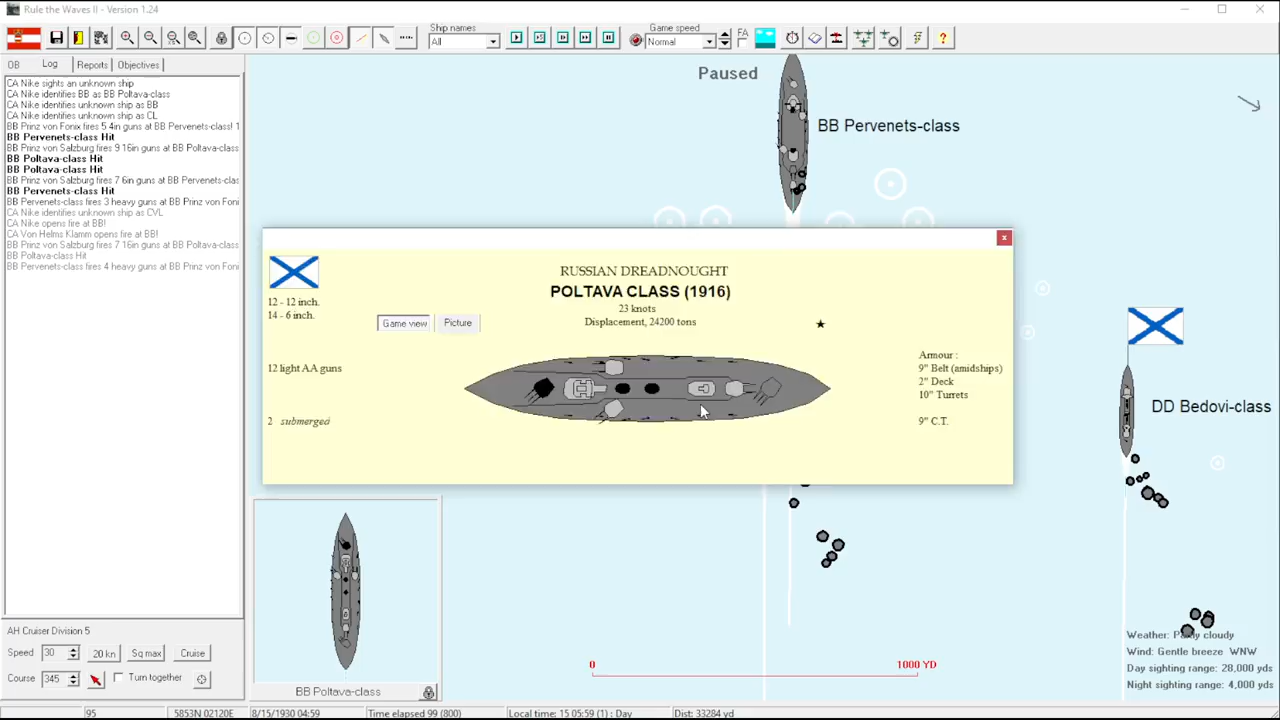 Rule the Waves II - Version 1.24
Ship names
All
Game speed
Normal
FA
OB
Log
Reports
Objectives
CA Nike sights an unknown ship
CA Nike identifies BB as BB Poltava-class
CA Nike identifies unknown ship as BB
CA Nike identifies unknown ship as CL
BB Prinz von Fonix fires 5 4in guns at BB Pervenets-class! 1
BB Pervenets-class Hit
BB Prinz von Salzburg fires 9 16in guns at BB Poltava-class
BB Poltava-class Hit
BB Poltava-class Hit
BB Prinz von Salzburg fires 7 6in guns at BB Pervenets-clas
BB Pervenets-class Hit
BB Pervenets-class fires 3 heavy guns at BB Prinz von Foni
CA Nike identifies unknown ship as CVL
CA Nike opens fire at BB!
CA Von Helms Klamm opens fire at BB!
BB Prinz von Salzburg fires 7 16in guns at BB Poltava-class
BB Poltava-class Hit
BB Pervenets-class fires 4 heavy guns at BB Prinz von Foni
Paused
BB Pervenets-class
RUSSIAN DREADNOUGHT
POLTAVA CLASS (1916)
23 knots
Displacement, 24200 tons
12 - 12 inch.
14 - 6 inch.
Game view
Picture
12 light AA guns
2 submerged
Armour :
9" Belt (amidships)
2" Deck
10" Turrets
9" C.T.
DD Bedovi-class
BB Poltava-class
0
1000 YD
Weather: Partly cloudy
Wind: Gentle breeze WNW
Day sighting range: 28,000 yds
Night sighting range: 4,000 yds
AH Cruiser Division 5
Speed
30
20 kn
Sq max
Cruise
Course
345
Turn together
95
5853N 02120E
8/15/1930 04:59
Time elapsed 99 (800)
Local time: 15:05:59 (1) : Day
Dist: 33284 yd